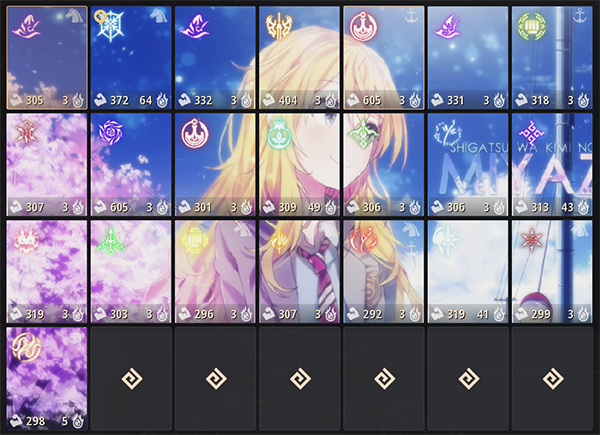 305 3 372 64 332 3 404 3 605 3 331 3 318 3
307 3 605 3 301 3 309 49 306 3 306 3 313 43
SHIGATSU WA KIMI NO
MIYAZ
319 3 303 3 296 3 307 3 292 3 319 41 299 3
298 5